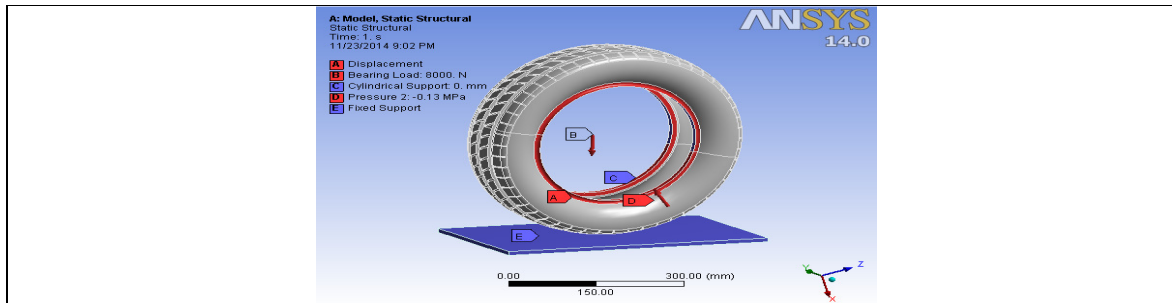 A: Model, Static Structural
Static Structural
Time: 1. s
11/23/2014 9:02 PM
A Displacement
B Bearing Load: 8000. N
C Cylindrical Support: 0. mm
D Pressure 2: -0.13 MPa
E Fixed Support
ANSYS
14.0
B
C
A
D
E
0.00
300.00 (mm)
150.00
Y
Z
X